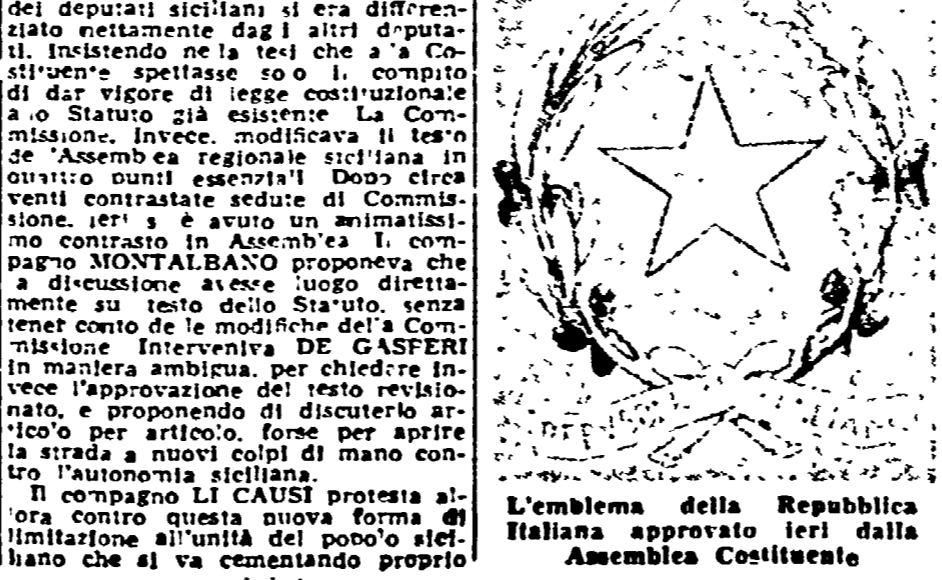 dei deputati siciliani si era differen-
ziato nettamente dagli altri deputa-
ti, insistendo nella tesi che alla Co-
stituente spettasse solo il compito
di dar vigore di legge costituzionale
allo Statuto già esistente La Com-
missione, invece, modificava il testo
de'Assemblea regionale siciliana in
quattro punti essenziali Dopo circa
venti contrastate sedute di Commis-
sione, ieri s è avuto un animatissi-
mo contrasto in Assemblea Il com-
pagno MONTALBANO proponeva che
la discussione avesse luogo diretta-
mente su testo dello Statuto, senza
tener conto delle modifiche della Com-
missione Interveniva DE GASPERI
in maniera ambigua, per chiedere in-
vece l'approvazione del testo revisio-
nato, e proponendo di discuterlo ar-
ticolo per articolo, forse per aprire
la strada a nuovi colpi di mano con-
tro l'autonomia siciliana.
Il compagno LI CAUSI protesta al-
lora contro questa nuova forma di
limitazione all'unità del popolo sici-
liano che si va cementando proprio
L'emblema della Repubblica
Italiana approvato ieri dalla
Assemblea Costituente